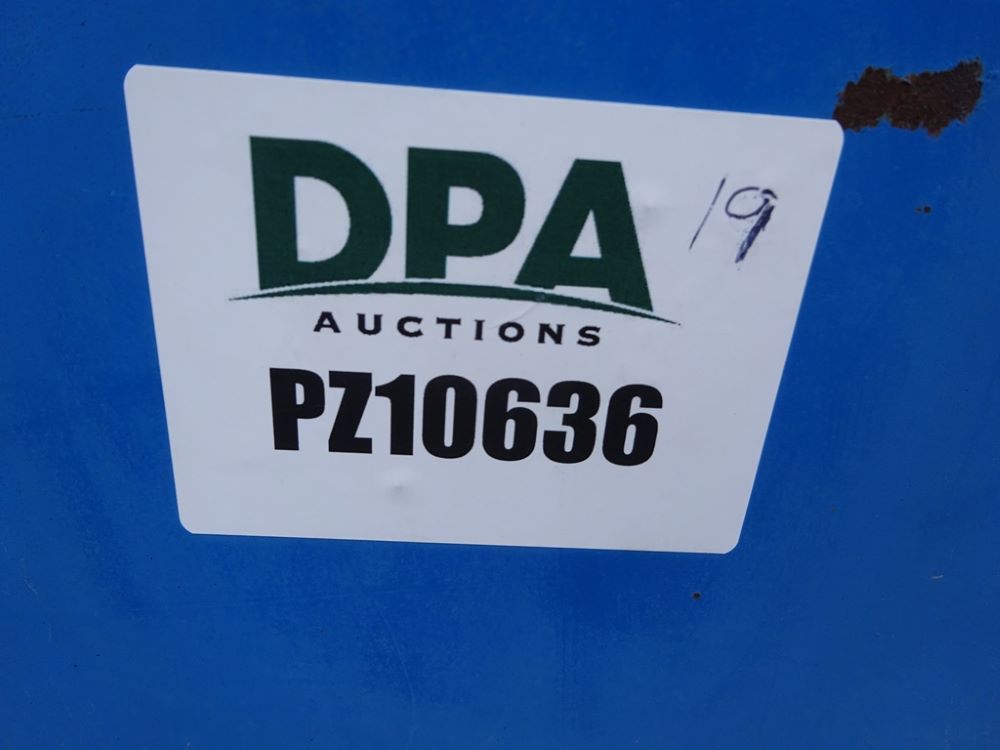 DPA
19
AUCTIONS
PZ10636